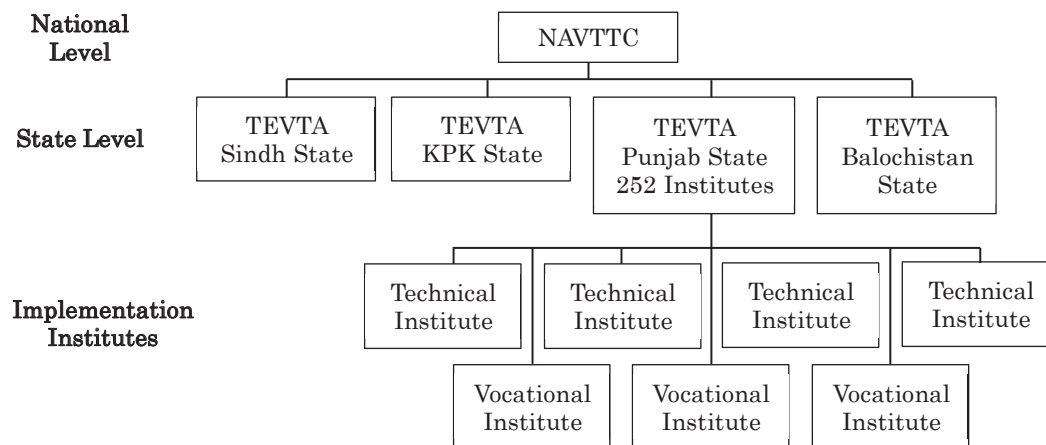 National
Level
NAVTTC
State Level
TEVTA
Sindh State
TEVTA
KPK State
TEVTA
Punjab State
252 Institutes
TEVTA
Balochistan
State
Implementation
Institutes
Technical
Institute
Technical
Institute
Technical
Institute
Technical
Institute
Vocational
Institute
Vocational
Institute
Vocational
Institute